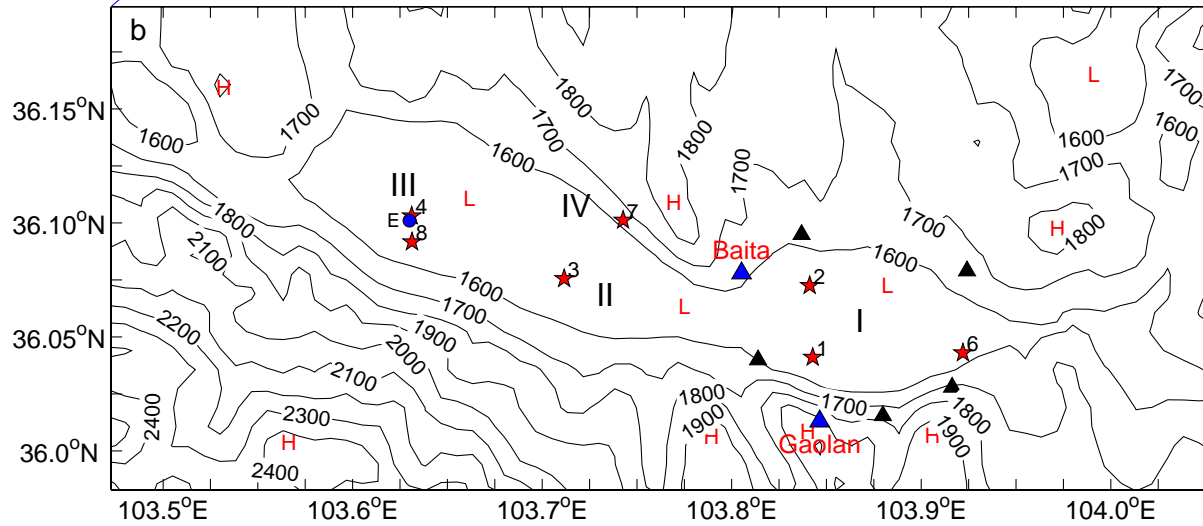 b
H
L
1800
1700
36.15°N
1700
1700
1600
1800
1600
1600
1600
1700
1700
III
L
IV
H
4
E
7
1800
36.10°N
1700
H
1800
8
2100
Baita
1600
3
2
L
1600
II
L
I
1700
2200
36.05°N
1900
1
6
2000
2100
1800
1700
2400
2300
1900
1800
H
H
H
H
1900
Gaolan
36.0°N
2400
103.5°E
103.6°E
103.7°E
103.8°E
103.9°E
104.0°E